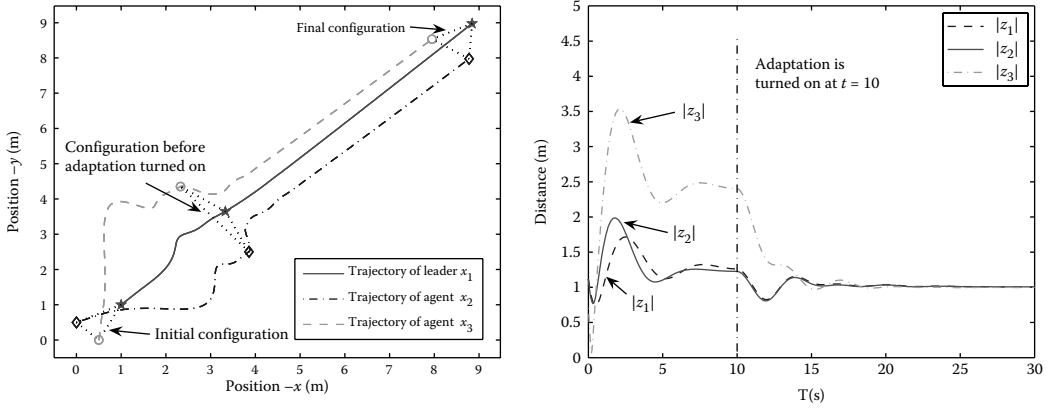 9
8
7
6
5
4
3
2
1
0
Position –y (m)
Final configuration
Configuration before
adaptation turned on
Initial configuration
Trajectory of leader x1
Trajectory of agent x2
Trajectory of agent x3
0 1 2 3 4 5 6 7 8 9
Position –x (m)
5
4.5
4
3.5
3
2.5
2
1.5
1
0.5
0
Distance (m)
|z1|
|z2|
|z3|
Adaptation is
turned on at t = 10
|z3|
|z2|
|z1|
0 5 10 15 20 25 30
T(s)